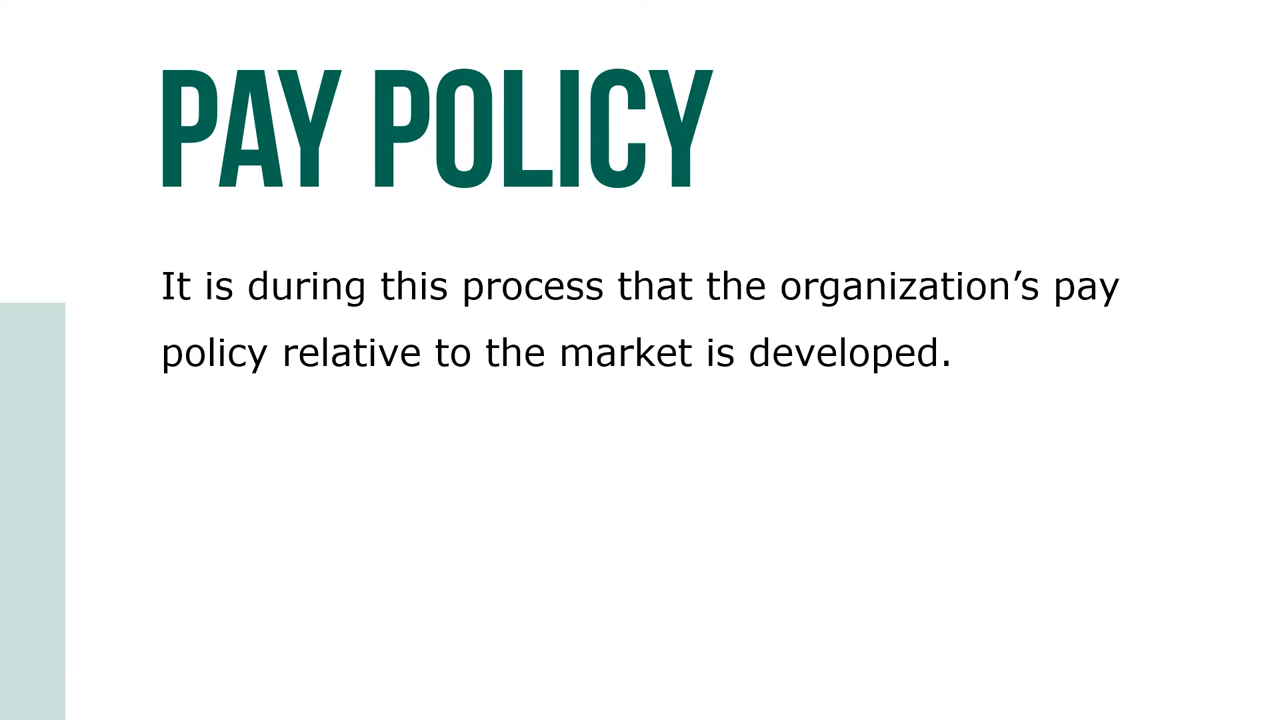 PAY POLICY
It is during this process that the organization’s pay
policy relative to the market is developed.